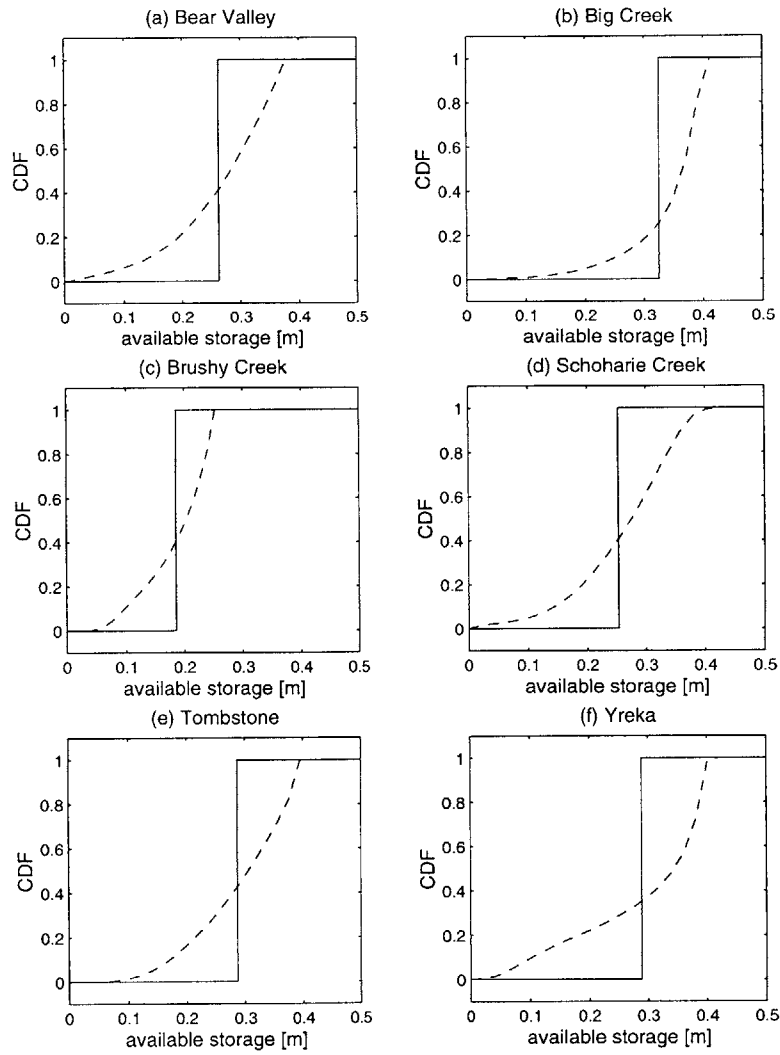 (a) Bear Valley
1
0.8
0.6
0.4
0.2
0
CDF
0 0.1 0.2 0.3 0.4 0.5
available storage [m]
(b) Big Creek
1
0.8
0.6
0.4
0.2
0
CDF
0 0.1 0.2 0.3 0.4 0.5
available storage [m]
(c) Brushy Creek
1
0.8
0.6
0.4
0.2
0
CDF
0 0.1 0.2 0.3 0.4 0.5
available storage [m]
(d) Schoharie Creek
1
0.8
0.6
0.4
0.2
0
CDF
0 0.1 0.2 0.3 0.4 0.5
available storage [m]
(e) Tombstone
1
0.8
0.6
0.4
0.2
0
CDF
0 0.1 0.2 0.3 0.4 0.5
available storage [m]
(f) Yreka
1
0.8
0.6
0.4
0.2
0
CDF
0 0.1 0.2 0.3 0.4 0.5
available storage [m]